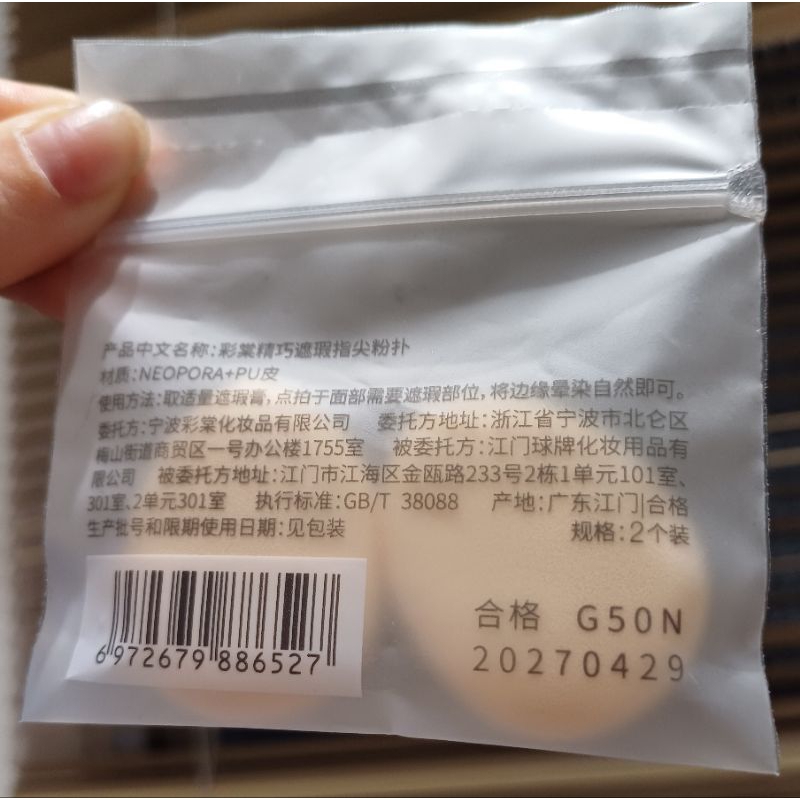 产品中文名称:彩棠精巧遮瑕指尖粉扑
材质:NEOPORA+PU皮
使用方法:取适量遮瑕膏,点拍于面部需要遮瑕部位,将边缘晕染自然即可。
委托方:宁波彩棠化妆品有限公司 委托方地址:浙江省宁波市北仑区
梅山街道商贸区一号办公楼1755室 被委托方:江门球牌化妆用品有
限公司 被委托方地址:江门市江海区金瓯路233号2栋1单元101室、
301室、2单元301室 执行标准:GB/T 38088 产地:广东江门|合格
生产批号和限期使用日期:见包装 规格:2个装
合格 G50N
20270429
6972679886527